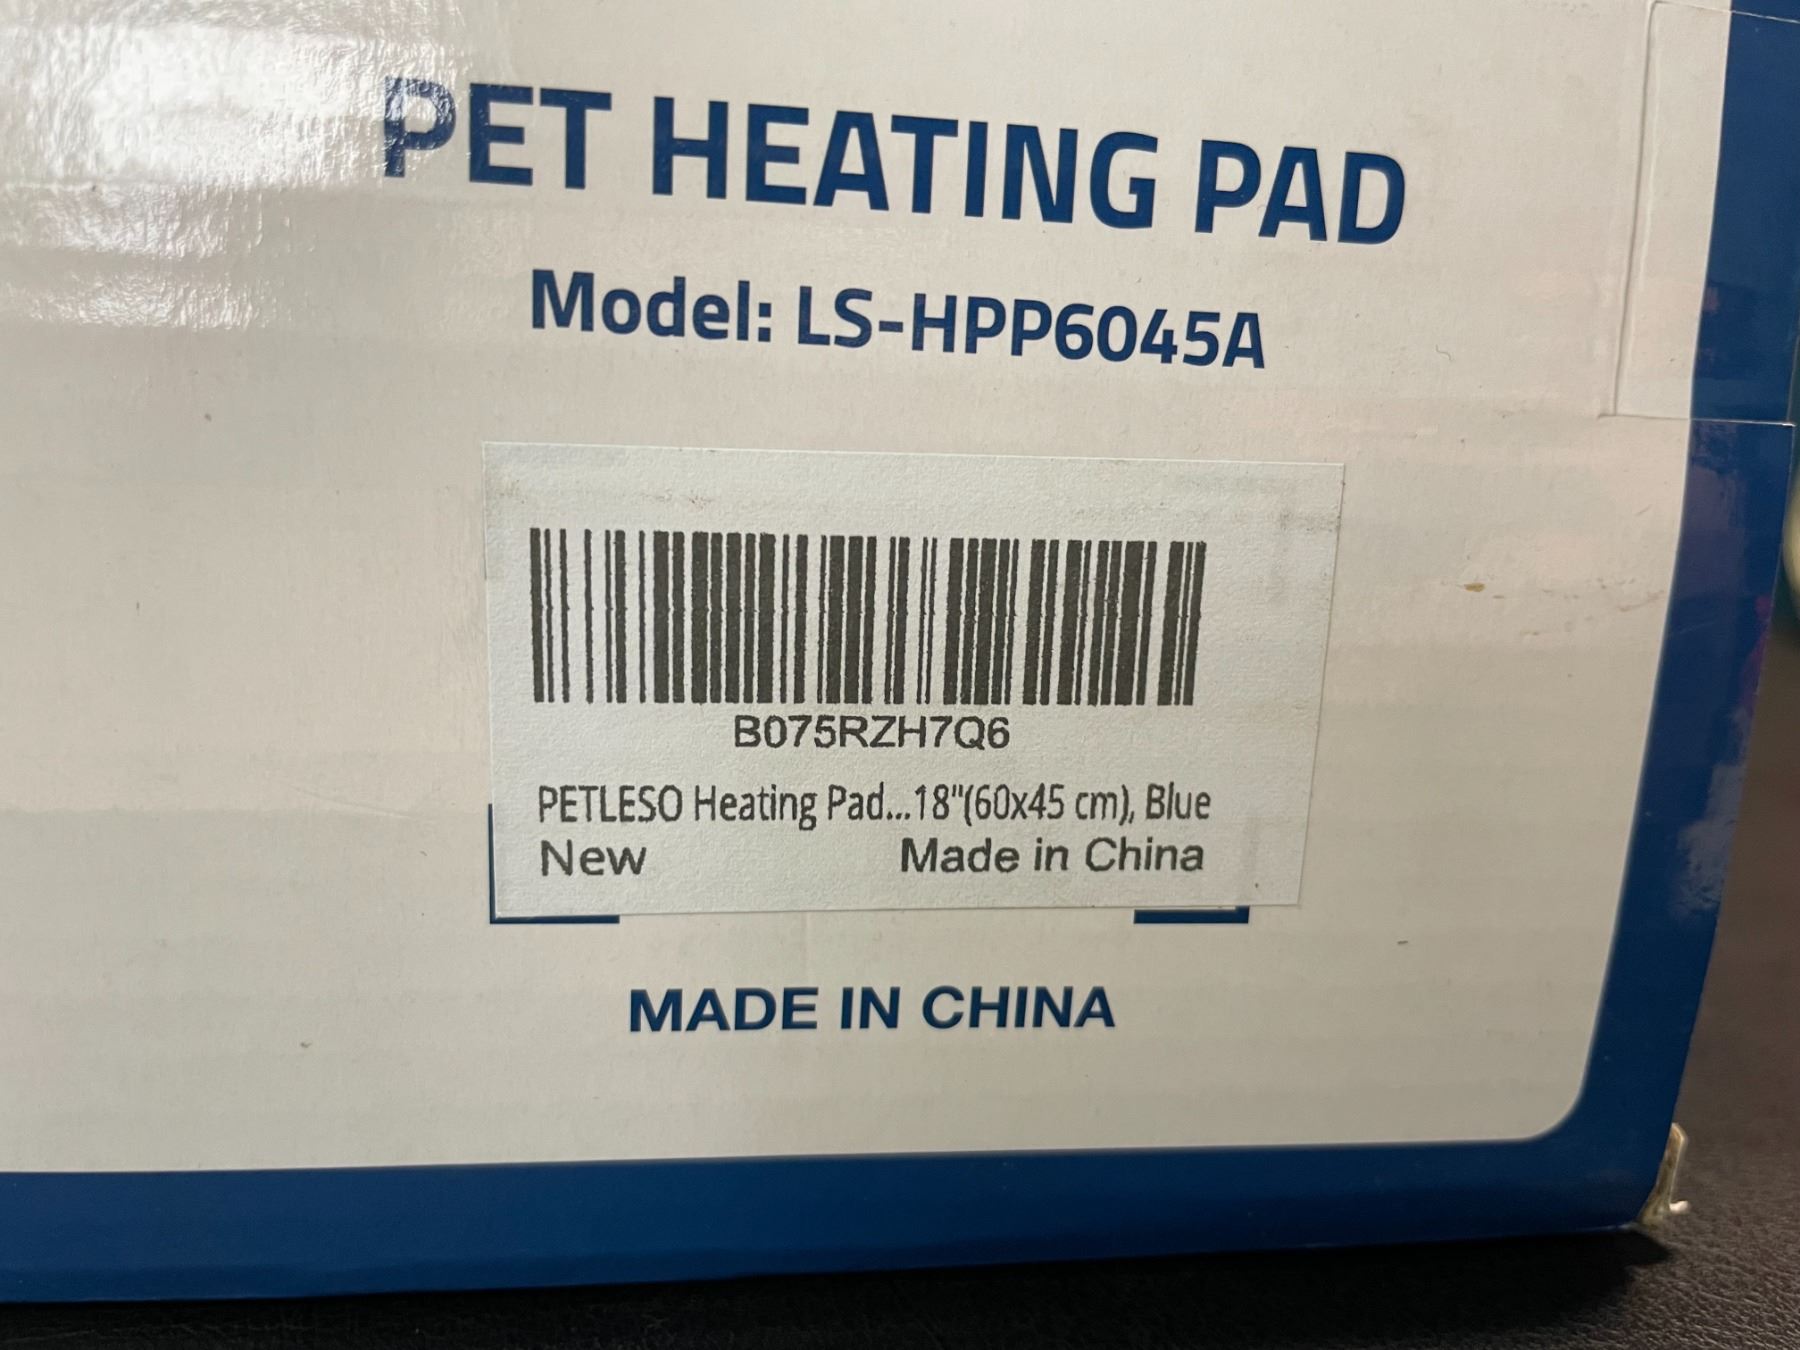 PET HEATING PAD
Model: LS-HPP6045A
B075RZH7Q6
PETLESO Heating Pad...18"(60x45 cm), Blue
New Made in China
MADE IN CHINA